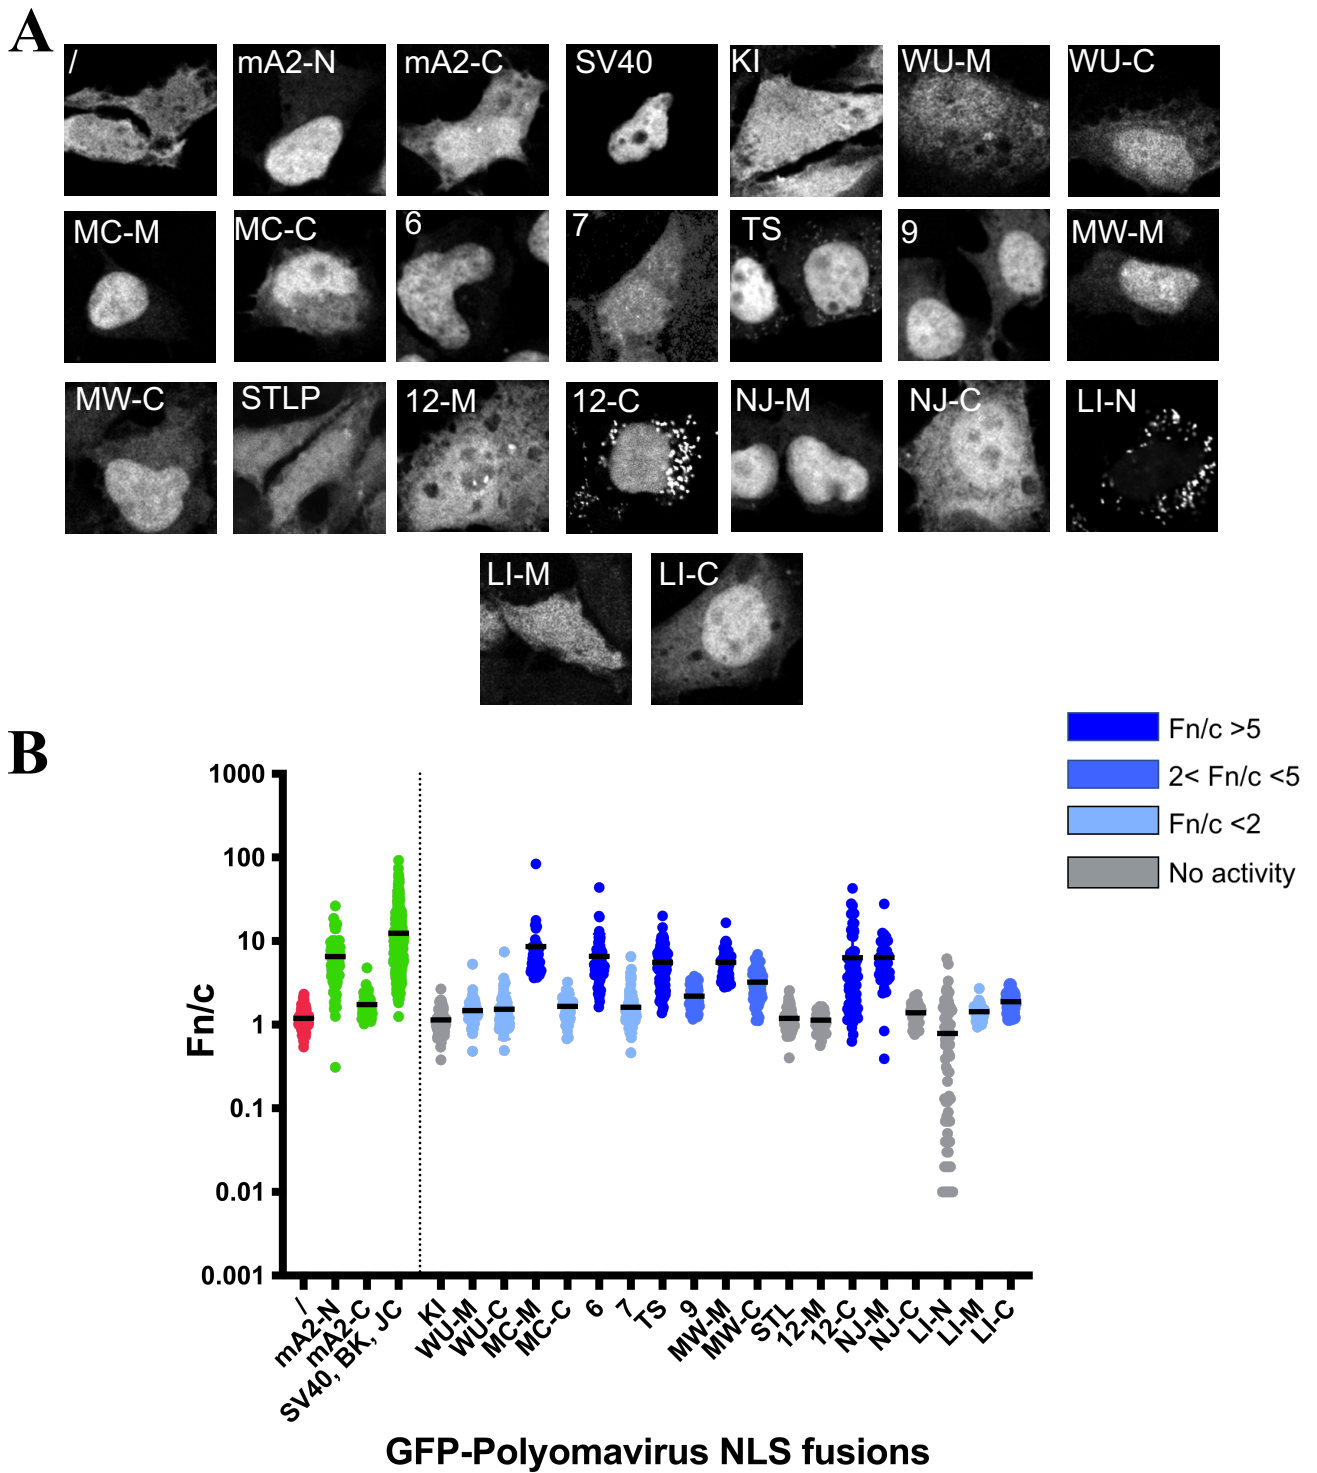 A
/ mA2-N mA2-C SV40 KI WU-M WU-C
MC-M MC-C 6 7 TS 9 MW-M
MW-C STLP 12-M 12-C NJ-M NJ-C LI-N
LI-M LI-C
B
Fn/c >5
2< Fn/c <5
Fn/c <2
No activity
1000
100
10
1
0.1
0.01
0.001
Fn/c
/
mA2-N
mA2-C
SV40, BK, JC
KI
WU-M
WU-C
MC-M
MC-C
6
7
TS
9
MW-M
MW-C
STL
12-M
12-C
NJ-M
NJ-C
LI-N
LI-M
LI-C
GFP-Polyomavirus NLS fusions